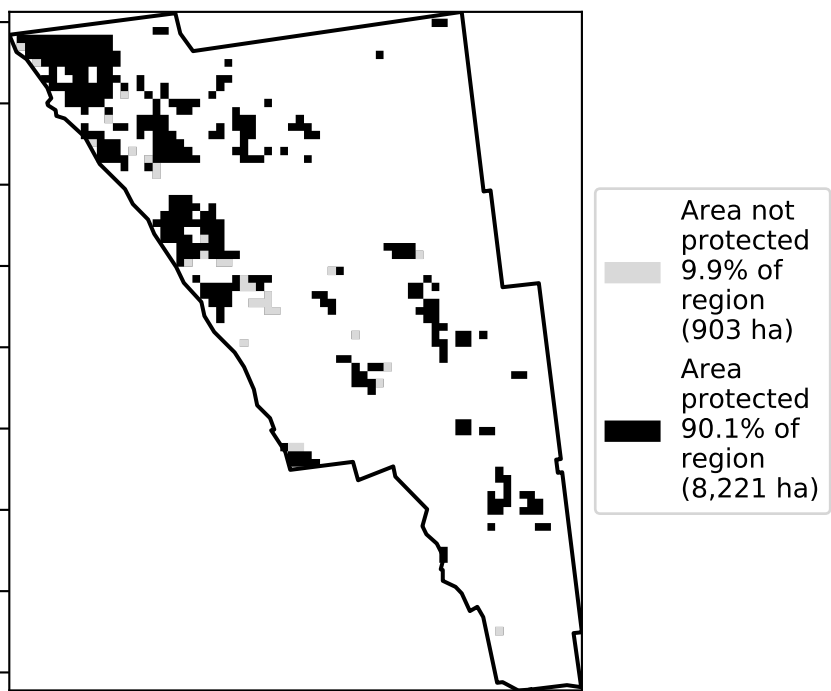 Area not
protected
9.9% of
region
(903 ha)
Area
protected
90.1% of
region
(8,221 ha)